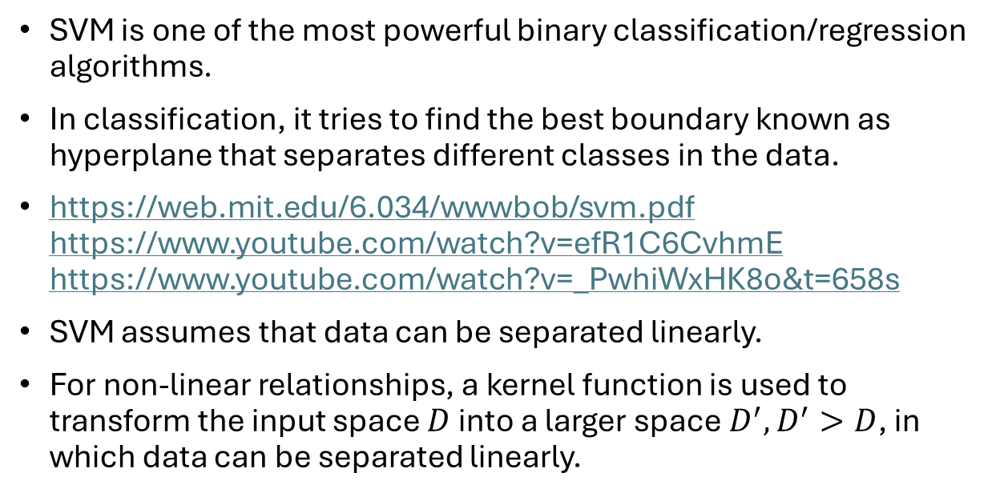 • SVM is one of the most powerful binary classification/regression
algorithms.
• In classification, it tries to find the best boundary known as
hyperplane that separates different classes in the data.
• https://web.mit.edu/6.034/wwwbob/svm.pdf
https://www.youtube.com/watch?v=efR1C6CvhmE
https://www.youtube.com/watch?v=_PwhiWxHK8o&t=658s
• SVM assumes that data can be separated linearly.
• For non-linear relationships, a kernel function is used to
transform the input space D into a larger space D′, D′ > D, in
which data can be separated linearly.